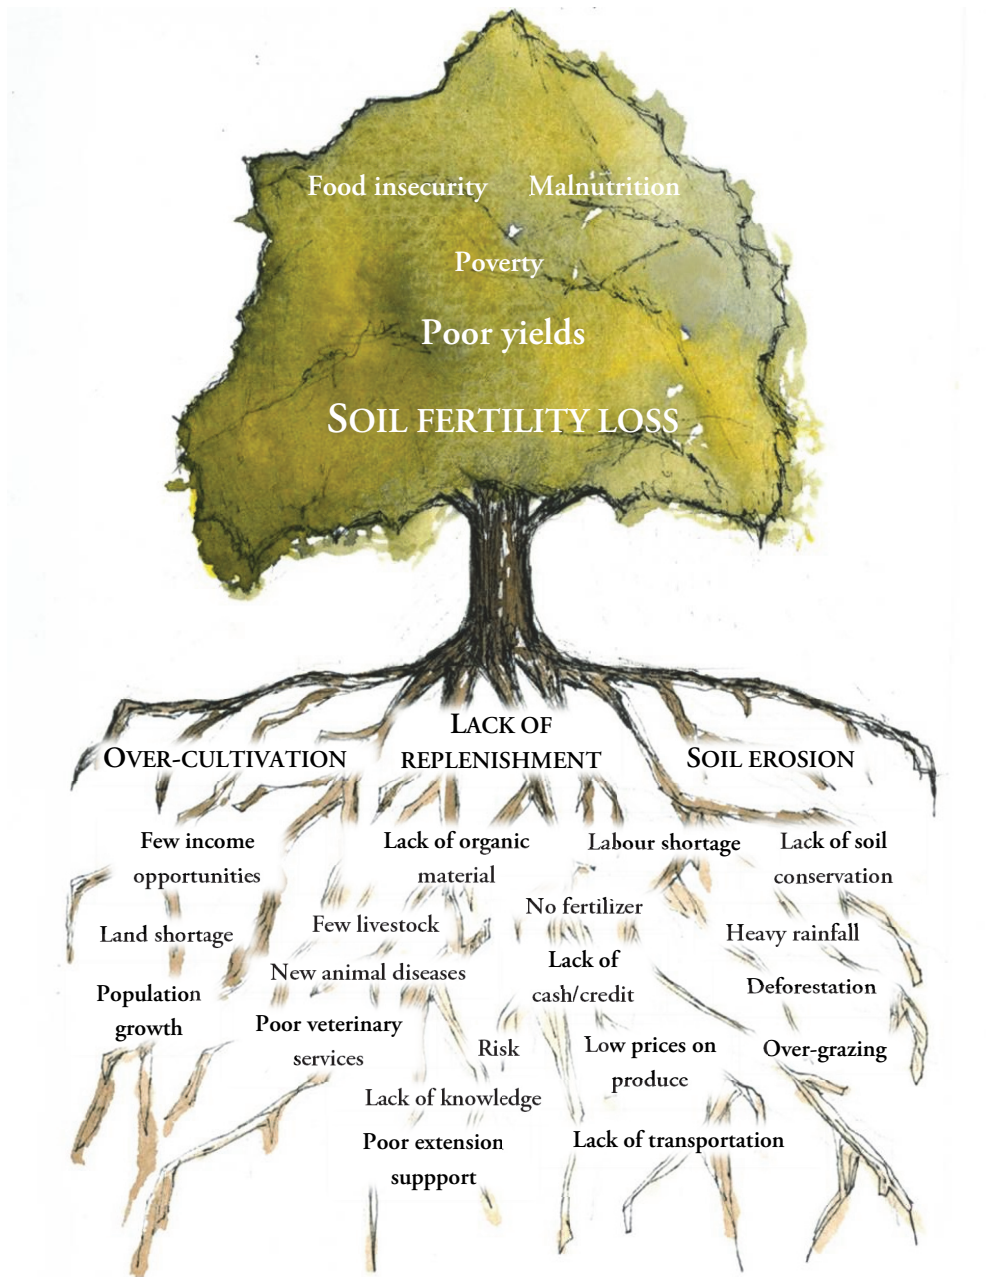 Food insecurity Malnutrition
Poverty
Poor yields
SOIL FERTILITY LOSS
LACK OF
REPLENISHMENT
OVER-CULTIVATION
SOIL EROSION
Few income
opportunities
Lack of organic
material
Labour shortage
Lack of soil
conservation
Land shortage
Few livestock
No fertilizer
Heavy rainfall
New animal diseases
Lack of
cash/credit
Population
growth
Deforestation
Poor veterinary
services
Risk
Low prices on
produce
Over-grazing
Lack of knowledge
Poor extension
suppport
Lack of transportation